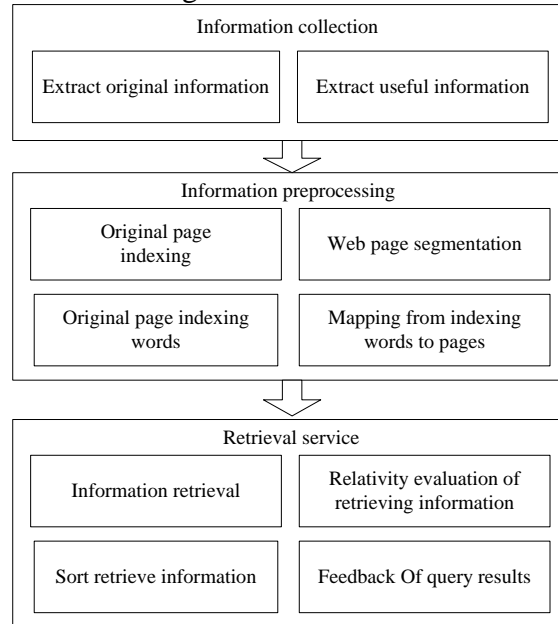 Information collection
Extract original information
Extract useful information
Information preprocessing
Original page
indexing
Web page segmentation
Original page indexing
words
Mapping from indexing
words to pages
Retrieval service
Information retrieval
Relativity evaluation of
retrieving information
Sort retrieve information
Feedback Of query results